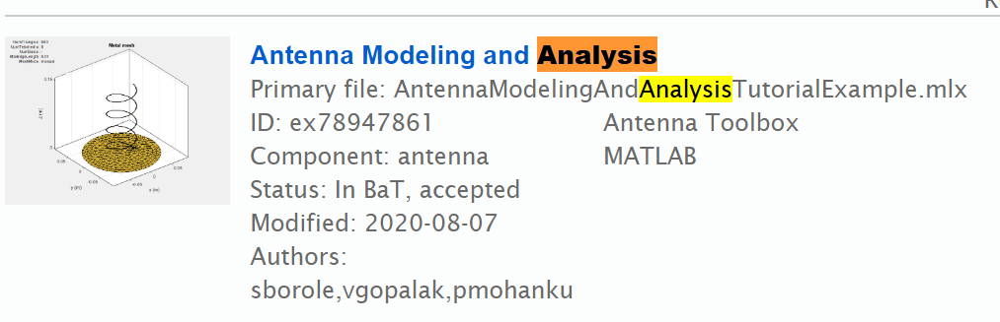 Metal mesh
Antenna Modeling and Analysis
Primary file: AntennaModelingAndAnalysisTutorialExample.mlx
ID: ex78947861
Antenna Toolbox
Component: antenna
MATLAB
Status: In BaT, accepted
Modified: 2020-08-07
Authors:
sborole,vgopalak,pmohanku